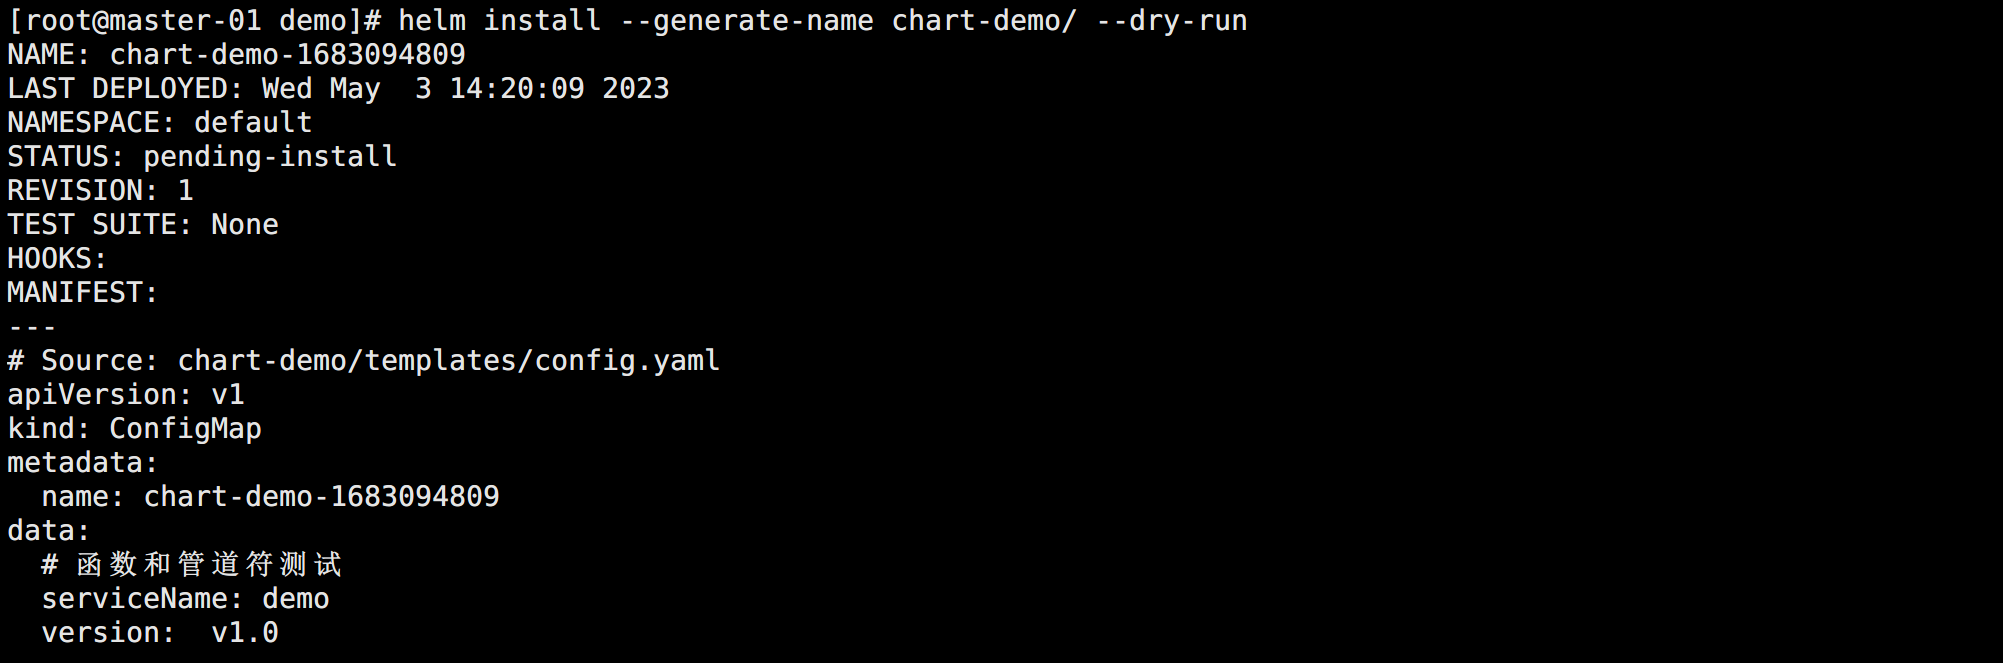 [root@master-01 demo]# helm install --generate-name chart-demo/ --dry-run
NAME: chart-demo-1683094809
LAST DEPLOYED: Wed May  3 14:20:09 2023
NAMESPACE: default
STATUS: pending-install
REVISION: 1
TEST SUITE: None
HOOKS:
MANIFEST:
---
# Source: chart-demo/templates/config.yaml
apiVersion: v1
kind: ConfigMap
metadata:
  name: chart-demo-1683094809
data:
  # 函数和管道符测试
  serviceName: demo
  version:  v1.0